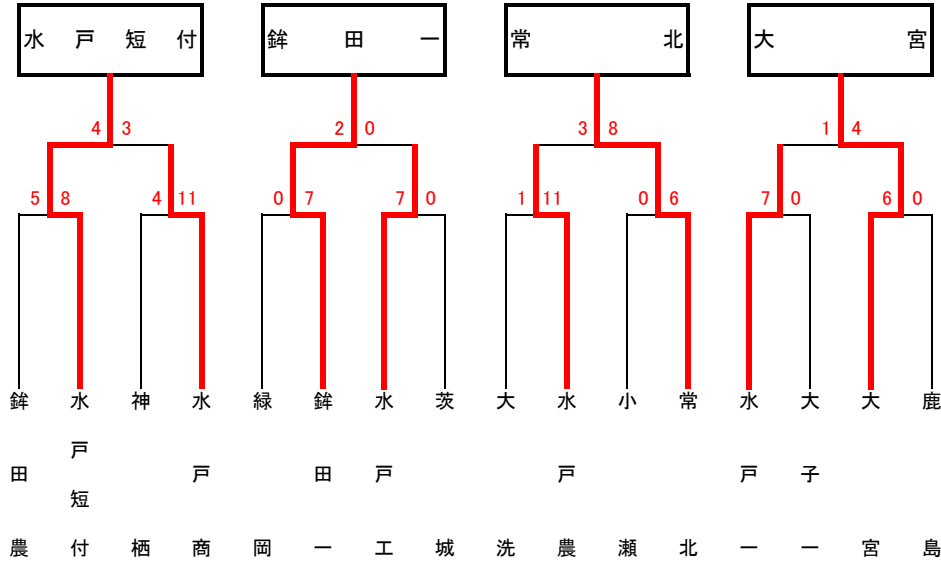 水戸短付 鉾田一 常北 大宮
4 3 2 0 3 8 1 4
5 8 4 11 0 7 7 0 1 11 0 6 7 0 6 0
鉾田農
水戸短付
神栖
水戸商
緑岡
鉾田一
水戸工
茨城
大洗
水戸農
小瀬
常北
水戸一
大子一
大宮
鹿島